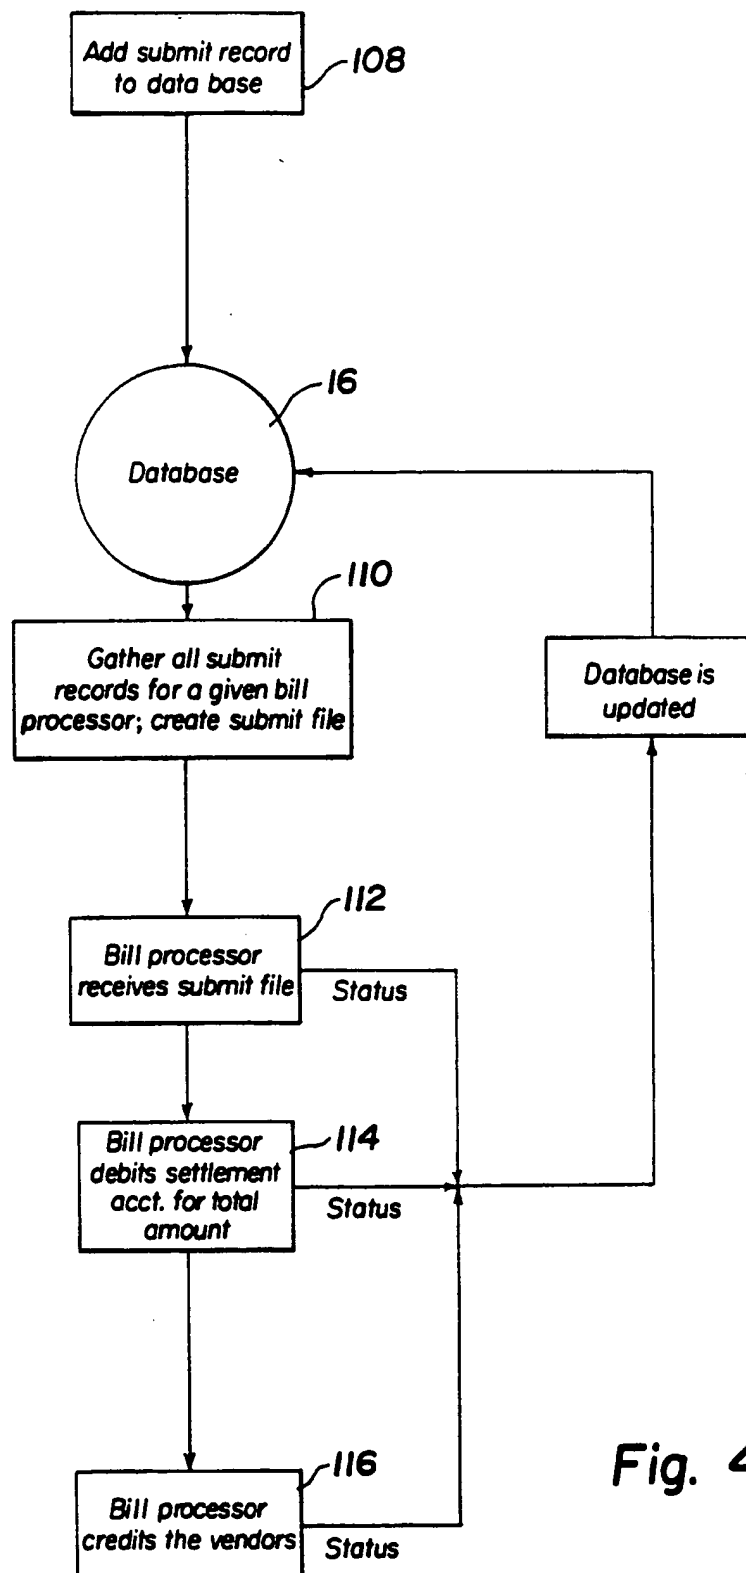 Add submit record
to data base
108
16
Database
110
Gather all submit
records for a given bill
processor; create submit file
Database is
updated
112
Bill processor
receives submit file
Status
114
Bill processor
debits settlement
acct. for total
amount
Status
116
Bill processor
credits the vendors
Status
Fig. 4